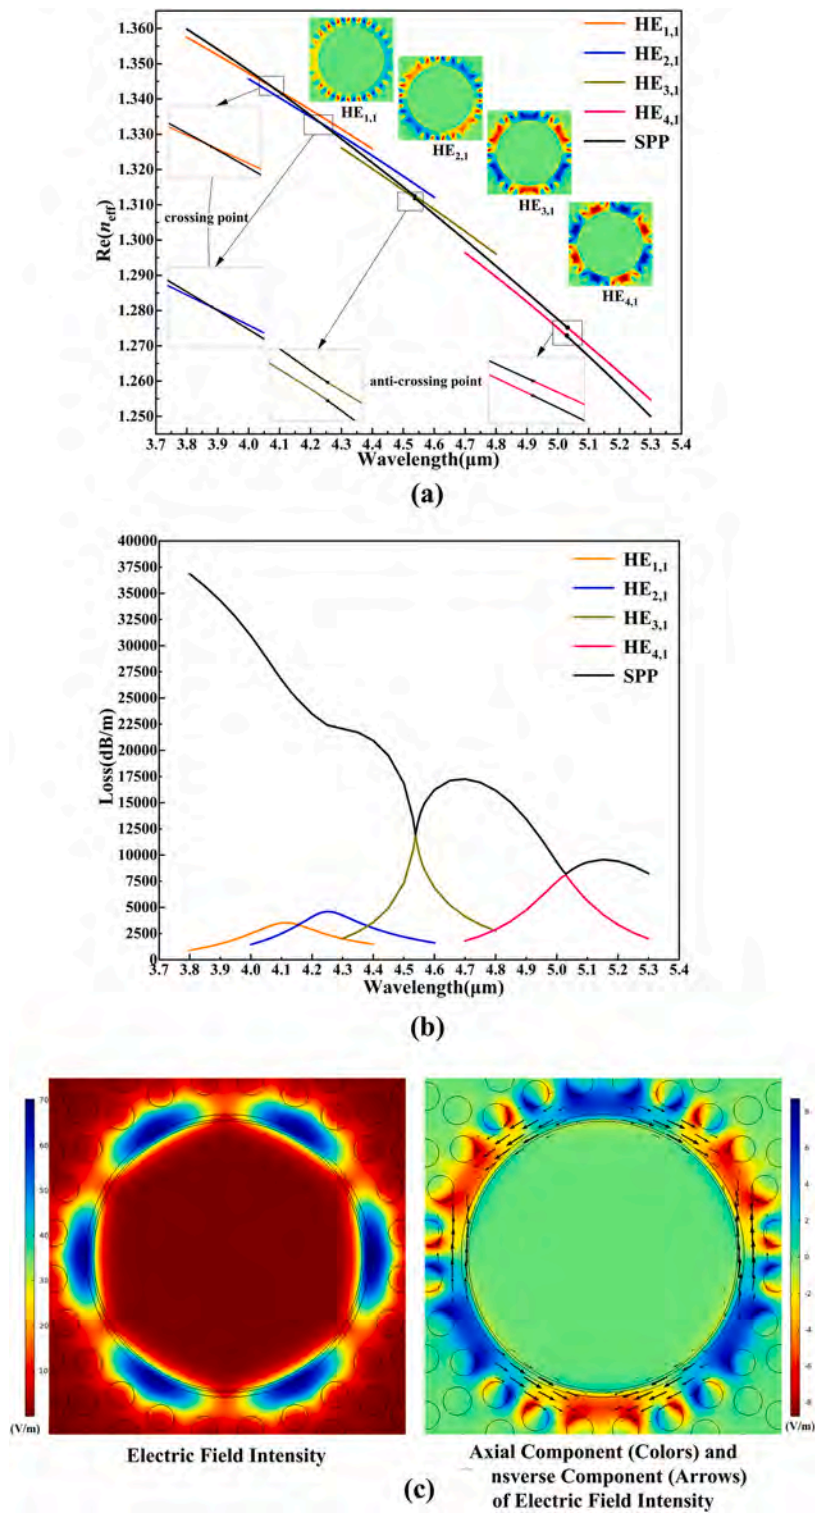 1.360
1.350
1.340
1.330
1.320
1.310
1.300
1.290
1.280
1.270
1.260
1.250
Re(neff)
HE1,1
HE2,1
HE3,1
HE4,1
SPP
HE1,1
HE2,1
HE3,1
HE4,1
crossing point
anti-crossing point
3.7 3.8 3.9 4.0 4.1 4.2 4.3 4.4 4.5 4.6 4.7 4.8 4.9 5.0 5.1 5.2 5.3 5.4
Wavelength(μm)
(a)
40000
37500
35000
32500
30000
27500
25000
22500
20000
17500
15000
12500
10000
7500
5000
2500
0
Loss(dB/m)
HE1,1
HE2,1
HE3,1
HE4,1
SPP
3.7 3.8 3.9 4.0 4.1 4.2 4.3 4.4 4.5 4.6 4.7 4.8 4.9 5.0 5.1 5.2 5.3 5.4
Wavelength(μm)
(b)
70
60
50
40
30
20
10
(V/m)
8
6
4
2
0
-2
-4
-6
-8
(V/m)
Electric Field Intensity
Axial Component (Colors) and
nsverse Component (Arrows)
of Electric Field Intensity
(c)